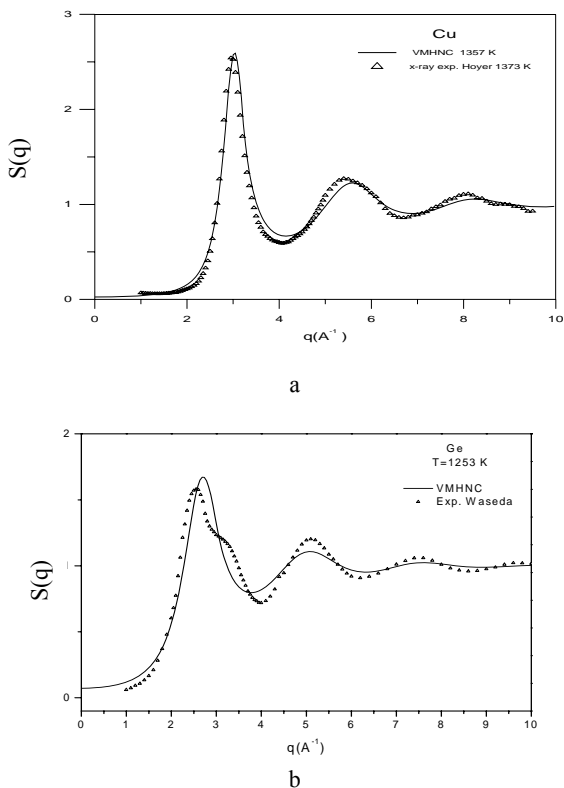 Cu
VMHNC 1357 K
x-ray exp. Hoyer 1373 K
3
2
1
0
S(q)
0 2 4 6 8 10
q(A⁻¹)
a
Ge
T=1253 K
VMHNC
Exp. Waseda
2
1
0
S(q)
0 1 2 3 4 5 6 7 8 9 10
q(A⁻¹)
b